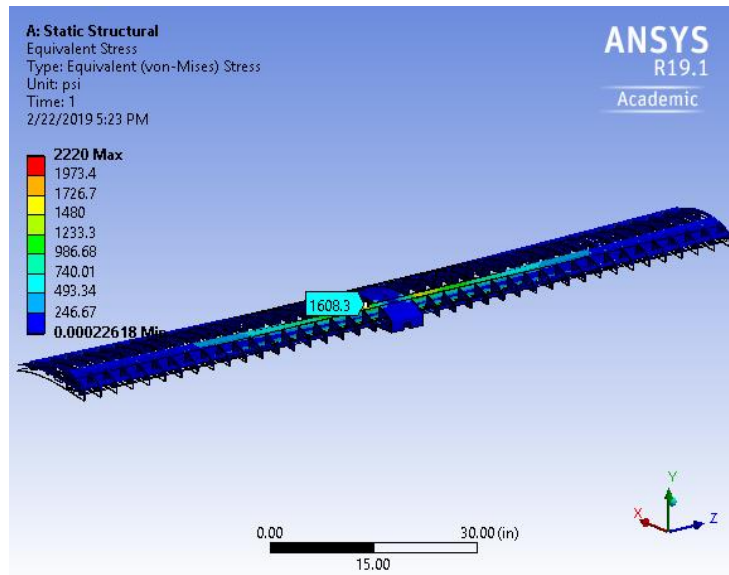 A: Static Structural
Equivalent Stress
Type: Equivalent (von-Mises) Stress
Unit: psi
Time: 1
2/22/2019 5:23 PM
ANSYS
R19.1
Academic
2220 Max
1973.4
1726.7
1480
1233.3
986.68
740.01
493.34
246.67
0.00022618 Mi
1608.3
Y
X
Z
0.00
30.00 (in)
15.00